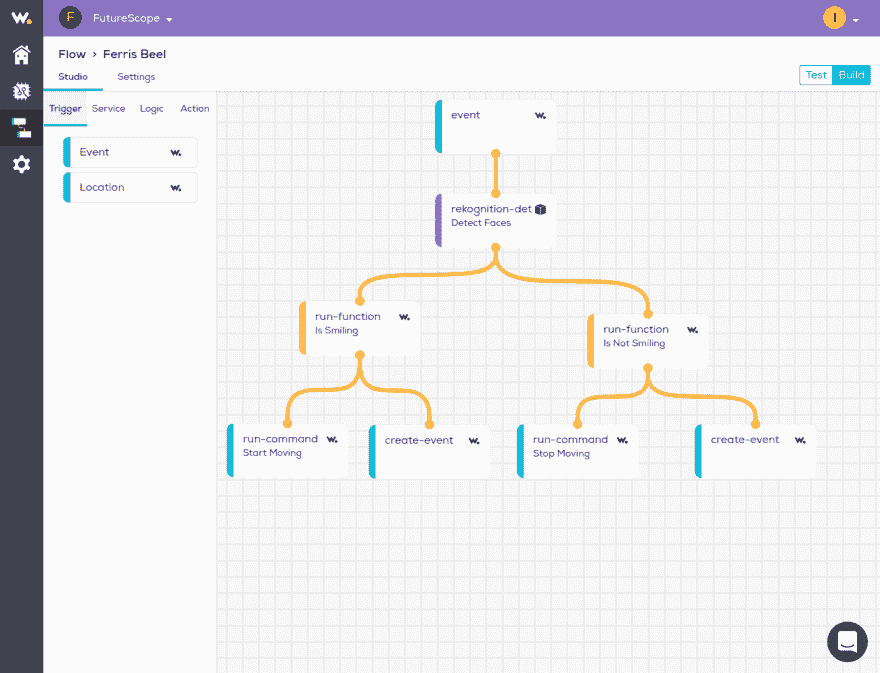 w.
F FutureScope
I
Flow > Ferris Beel
Studio Settings
Test Build
Trigger Service Logic Action
Event w.
Location w.
event w.
rekognition-det
Detect Faces
run-function w.
Is Smiling
run-function w.
Is Not Smiling
run-command w.
Start Moving
create-event w.
run-command w.
Stop Moving
create-event w.